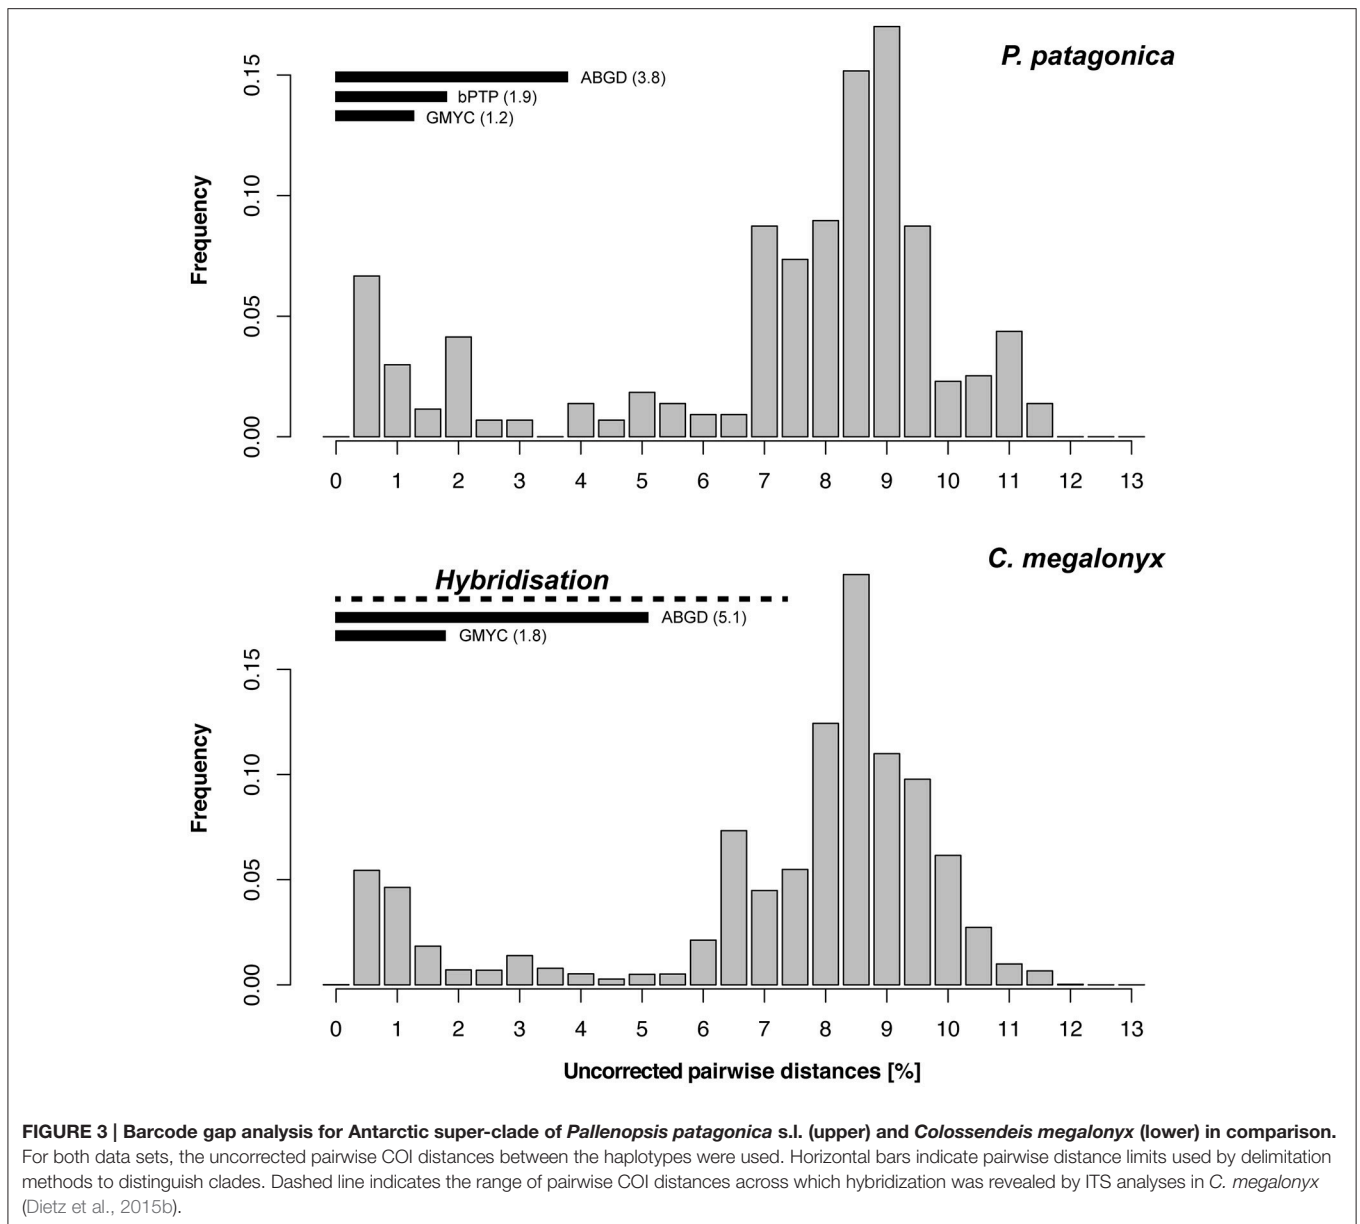 P. patagonica
ABGD (3.8)
bPTP (1.9)
GMYC (1.2)
Frequency
0.15
0.10
0.05
0.00
0 1 2 3 4 5 6 7 8 9 10 11 12 13
C. megalonyx
Hybridisation
ABGD (5.1)
GMYC (1.8)
Frequency
0.15
0.10
0.05
0.00
0 1 2 3 4 5 6 7 8 9 10 11 12 13
Uncorrected pairwise distances [%]
FIGURE 3 | Barcode gap analysis for Antarctic super-clade of Pallenopsis patagonica s.l. (upper) and Colossendeis megalonyx (lower) in comparison.
For both data sets, the uncorrected pairwise COI distances between the haplotypes were used. Horizontal bars indicate pairwise distance limits used by delimitation
methods to distinguish clades. Dashed line indicates the range of pairwise COI distances across which hybridization was revealed by ITS analyses in C. megalonyx
(Dietz et al., 2015b).